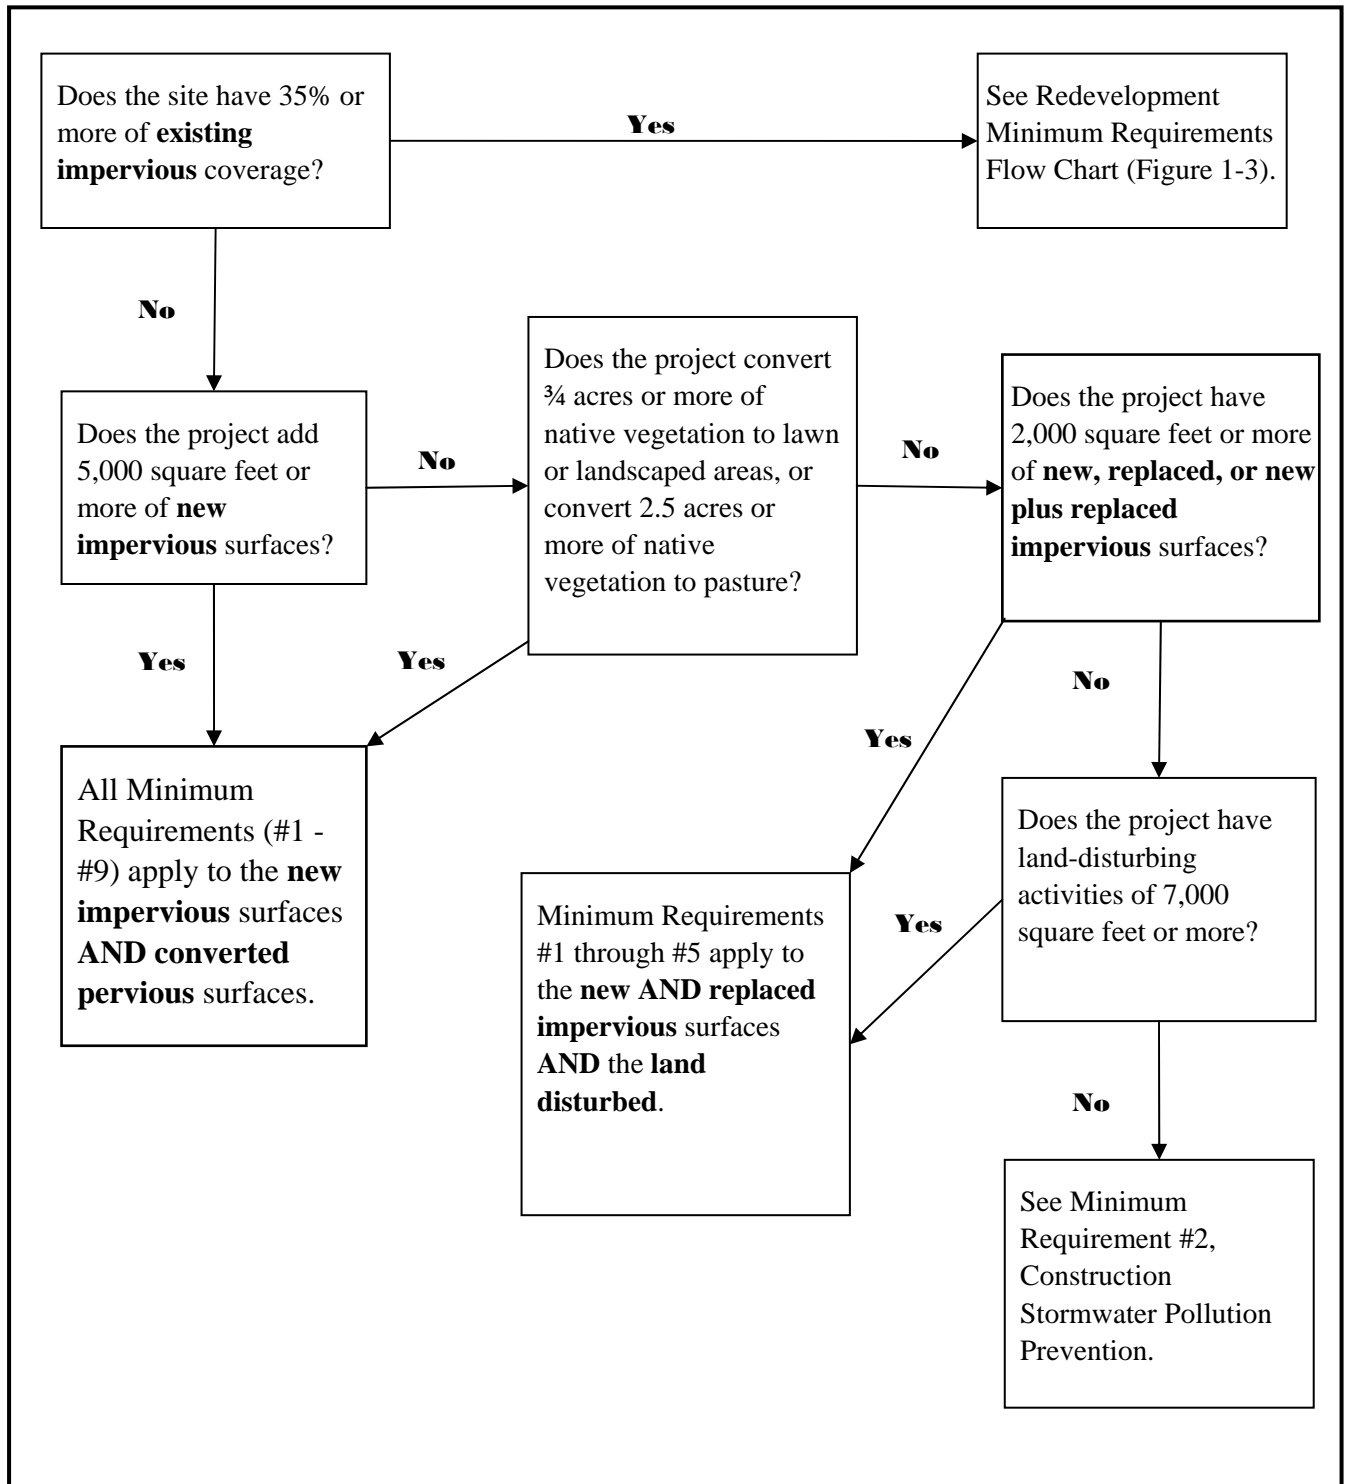 Does the site have 35% or
more of existing
impervious coverage?
Yes
See Redevelopment
Minimum Requirements
Flow Chart (Figure 1-3).
No
Does the project add
5,000 square feet or
more of new
impervious surfaces?
No
Does the project convert
¾ acres or more of
native vegetation to lawn
or landscaped areas, or
convert 2.5 acres or
more of native
vegetation to pasture?
No
Does the project have
2,000 square feet or more
of new, replaced, or new
plus replaced
impervious surfaces?
Yes
Yes
Yes
No
All Minimum
Requirements (#1 -
#9) apply to the new
impervious surfaces
AND converted
pervious surfaces.
Minimum Requirements
#1 through #5 apply to
the new AND replaced
impervious surfaces
AND the land
disturbed.
Yes
Does the project have
land-disturbing
activities of 7,000
square feet or more?
No
See Minimum
Requirement #2,
Construction
Stormwater Pollution
Prevention.